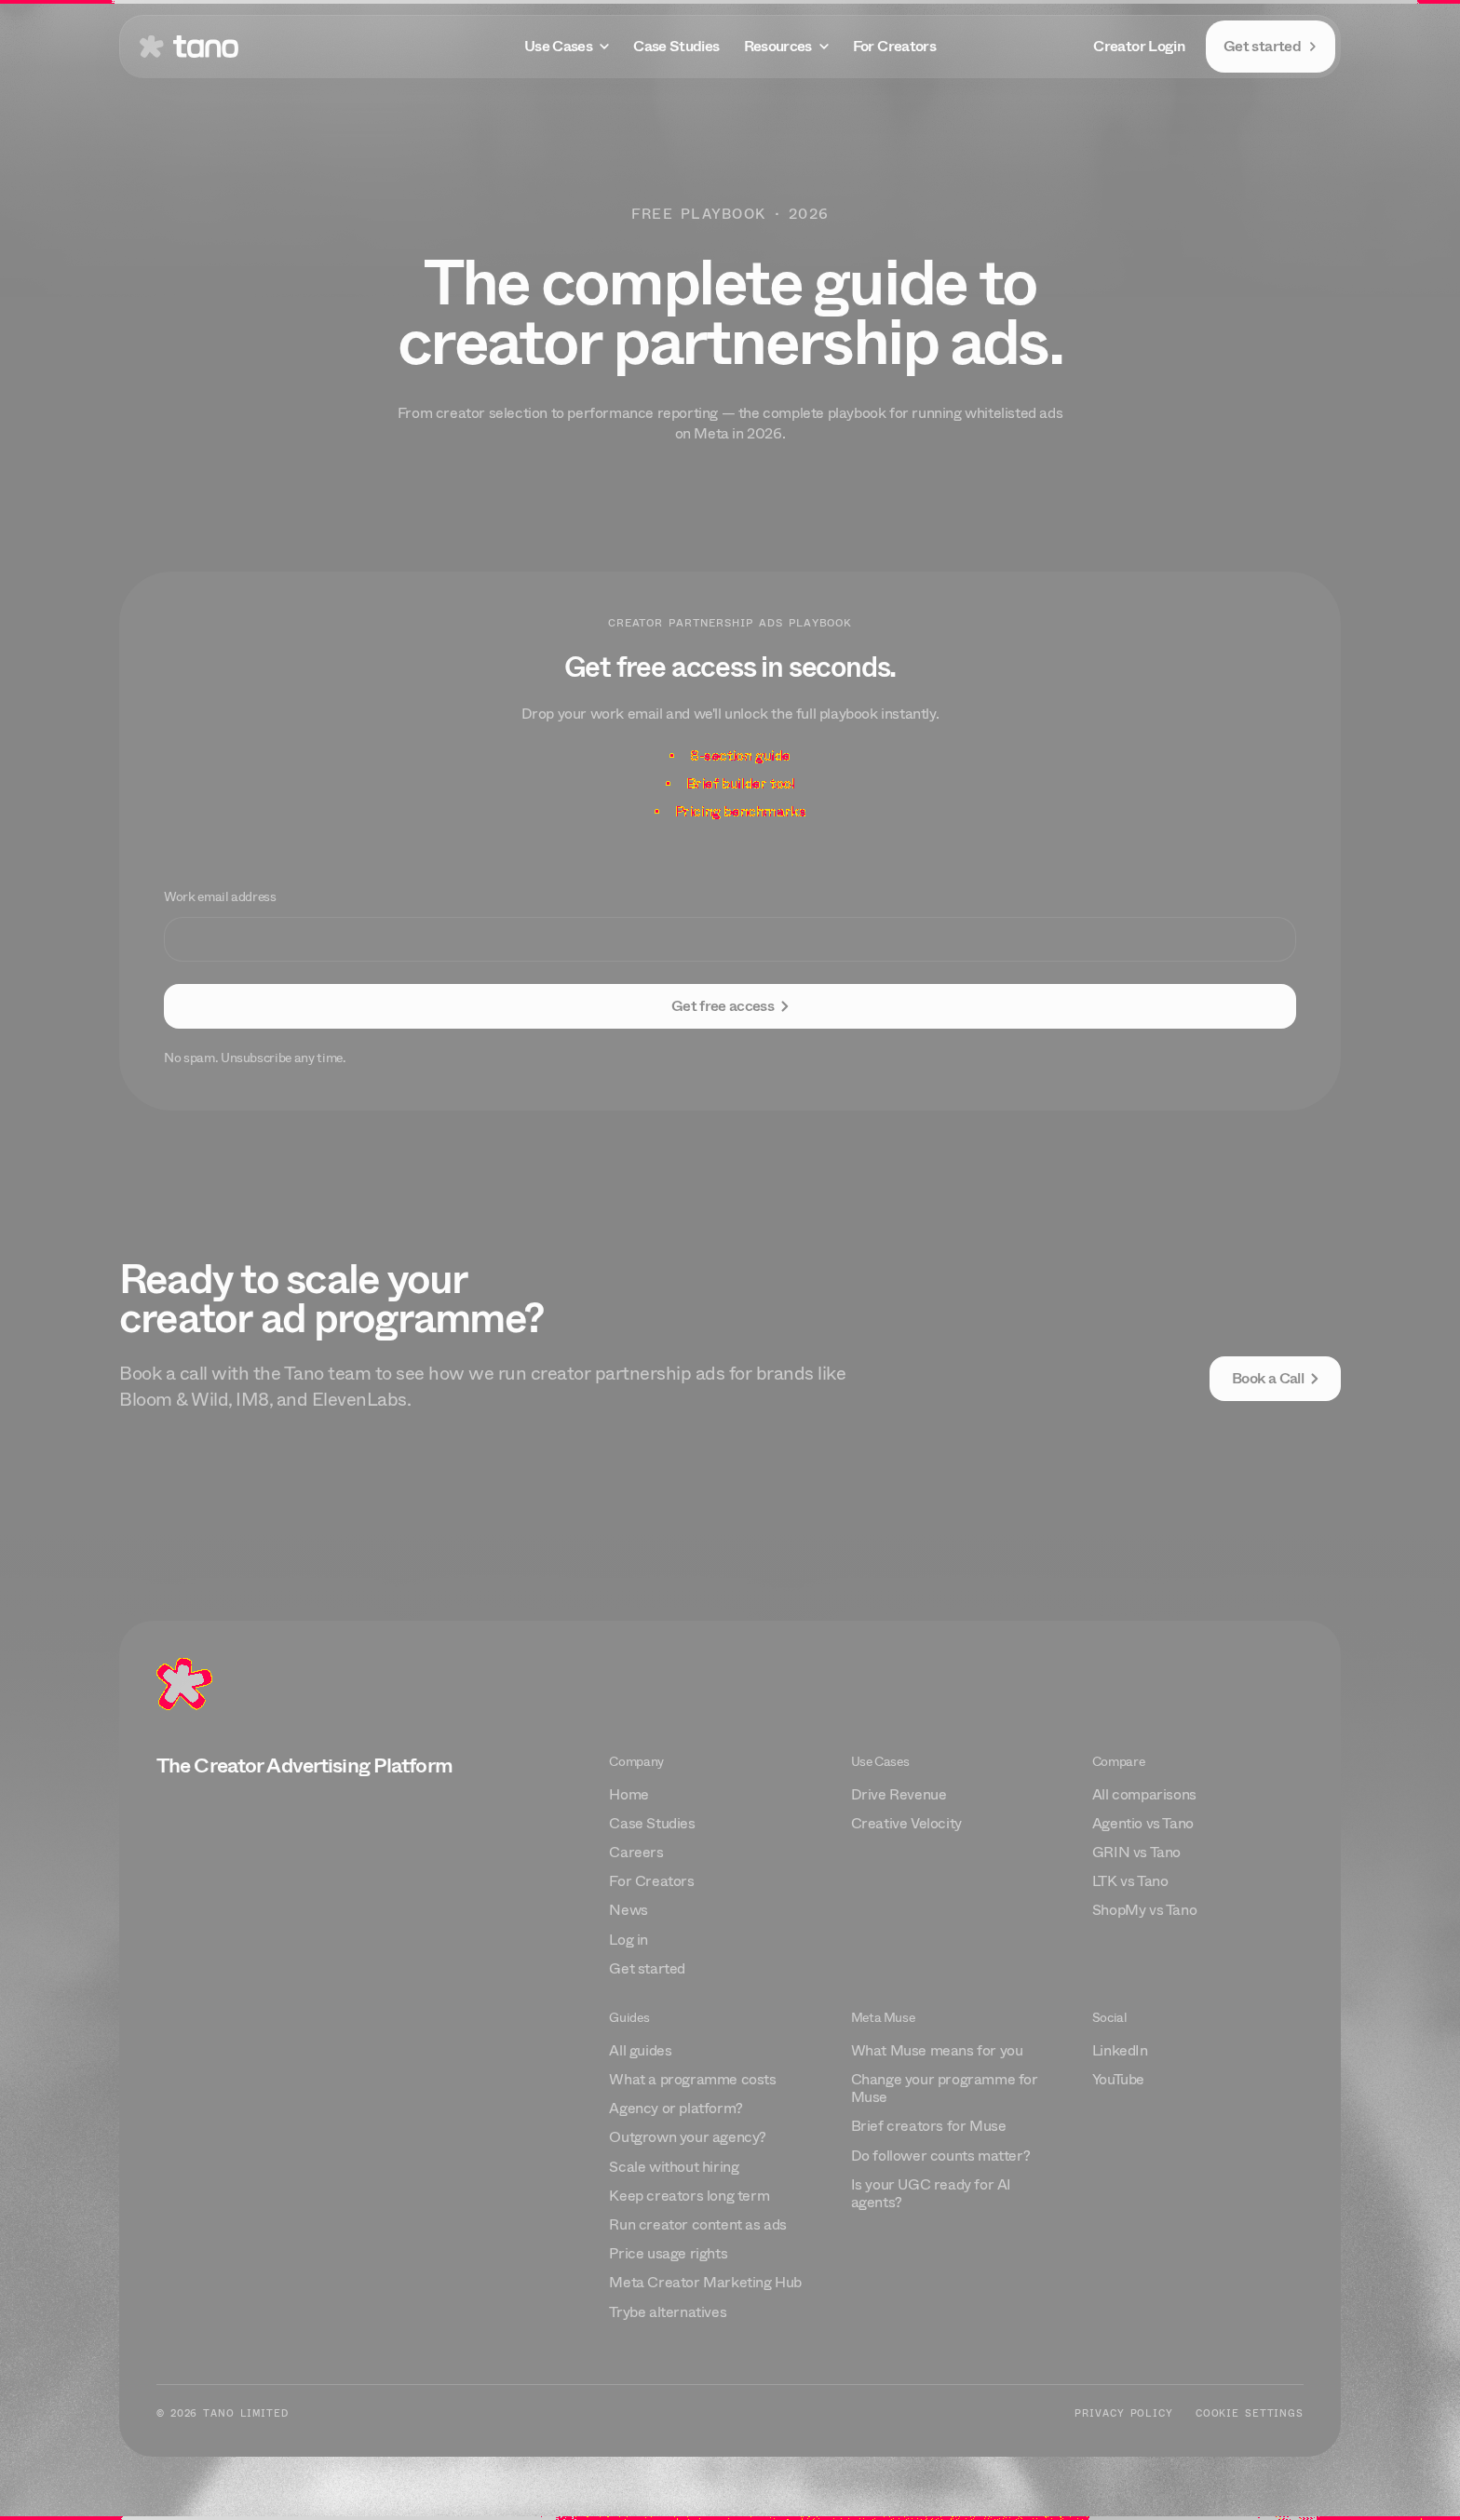 tano
Use Cases
Case Studies
Resources
For Creators
Creator Login
Get started
FREE PLAYBOOK · 2026
The complete guide to
creator partnership ads.
From creator selection to performance reporting — the complete playbook for running whitelisted ads
on Meta in 2026.
CREATOR PARTNERSHIP ADS PLAYBOOK
Get free access in seconds.
Drop your work email and we'll unlock the full playbook instantly.
• 8-section guide
• Brief builder tool
• Pricing benchmarks
Work email address
Get free access
No spam. Unsubscribe any time.
Ready to scale your
creator ad programme?
Book a call with the Tano team to see how we run creator partnership ads for brands like
Bloom & Wild, IM8, and ElevenLabs.
Book a Call
The Creator Advertising Platform
Company
Home
Case Studies
Careers
For Creators
News
Log in
Get started
Use Cases
Drive Revenue
Creative Velocity
Compare
All comparisons
Agentio vs Tano
GRIN vs Tano
LTK vs Tano
ShopMy vs Tano
Guides
All guides
What a programme costs
Agency or platform?
Outgrown your agency?
Scale without hiring
Keep creators long term
Run creator content as ads
Price usage rights
Meta Creator Marketing Hub
Trybe alternatives
Meta Muse
What Muse means for you
Change your programme for
Muse
Brief creators for Muse
Do follower counts matter?
Is your UGC ready for AI
agents?
Social
LinkedIn
YouTube
© 2026 TANO LIMITED
PRIVACY POLICY
COOKIE SETTINGS